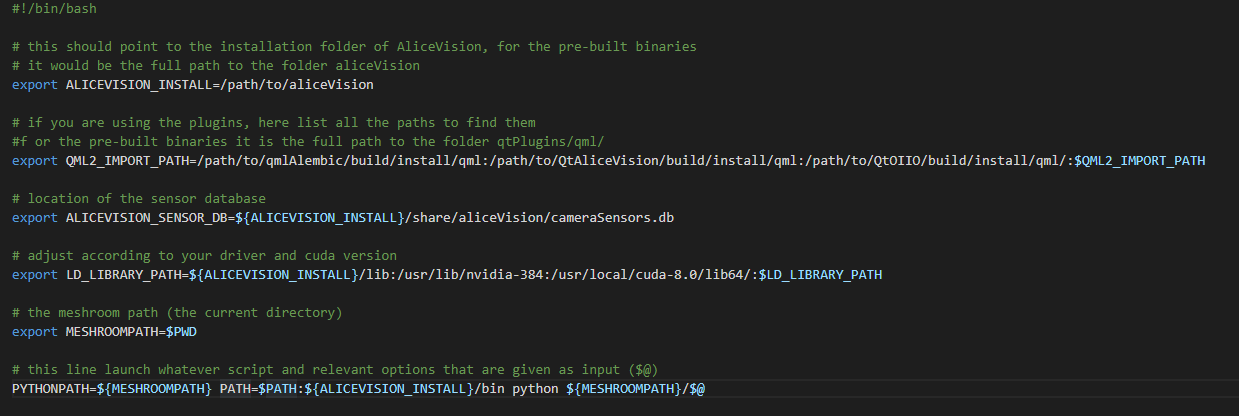 #!/bin/bash
# this should point to the installation folder of AliceVision, for the pre-built binaries
# it would be the full path to the folder aliceVision
export ALICEVISION_INSTALL=/path/to/aliceVision
# if you are using the plugins, here list all the paths to find them
#f or the pre-built binaries it is the full path to the folder qtPlugins/qml/
export QML2_IMPORT_PATH=/path/to/qmlAlembic/build/install/qml:/path/to/QtAliceVision/build/install/qml:/path/to/QtOIIO/build/install/qml/:$QML2_IMPORT_PATH
# location of the sensor database
export ALICEVISION_SENSOR_DB=${ALICEVISION_INSTALL}/share/aliceVision/cameraSensors.db
# adjust according to your driver and cuda version
export LD_LIBRARY_PATH=${ALICEVISION_INSTALL}/lib:/usr/lib/nvidia-384:/usr/local/cuda-8.0/lib64/:$LD_LIBRARY_PATH
# the meshroom path (the current directory)
export MESHROOMPATH=$PWD
# this line launch whatever script and relevant options that are given as input ($@)
PYTHONPATH=${MESHROOMPATH} PATH=$PATH:${ALICEVISION_INSTALL}/bin python ${MESHROOMPATH}/$@